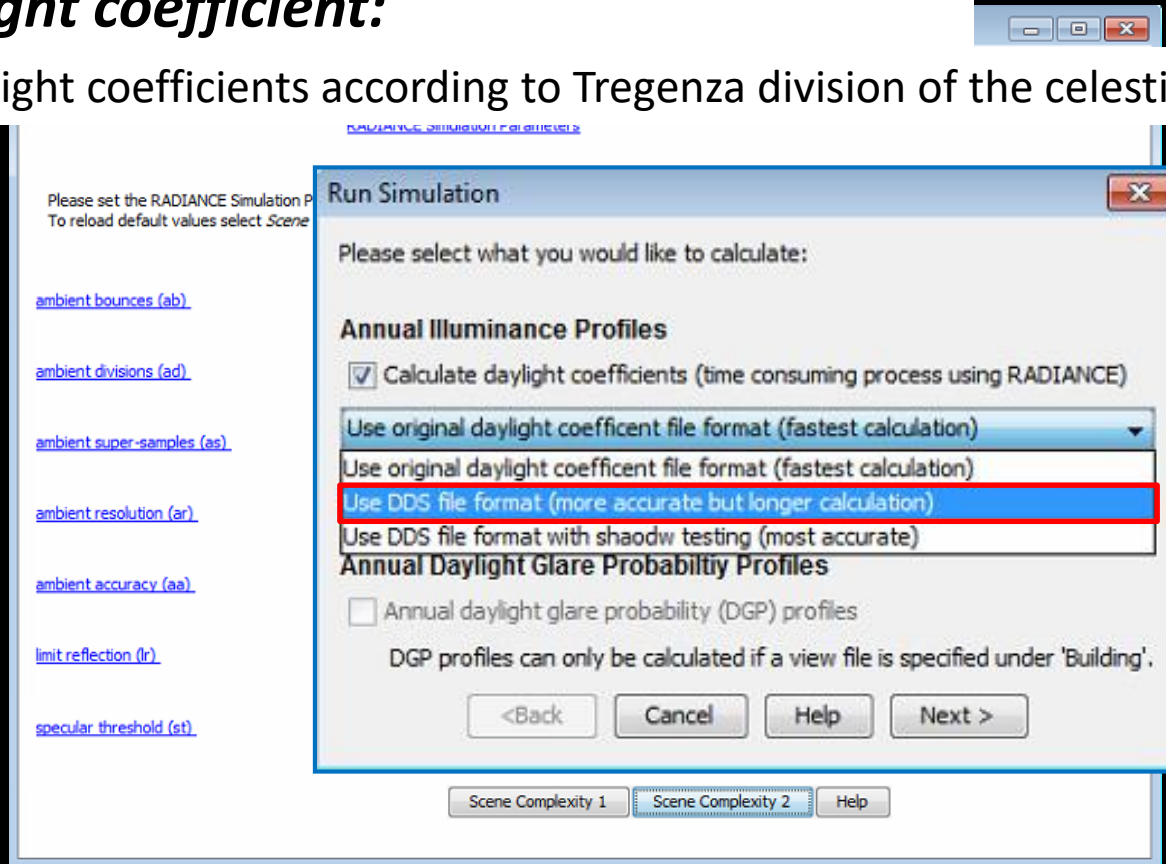 ght coefficient:
ight coefficients according to Tregenza division of the celesti
RADIANCE Simulation Parameters
Please set the RADIANCE Simulation P
To reload default values select Scene
ambient bounces (ab)
ambient divisions (ad)
ambient super-samples (as)
ambient resolution (ar)
ambient accuracy (aa)
limit reflection (lr)
specular threshold (st)
Run Simulation
Please select what you would like to calculate:
Annual Illuminance Profiles
Calculate daylight coefficients (time consuming process using RADIANCE)
Use original daylight coefficent file format (fastest calculation)
Use original daylight coefficent file format (fastest calculation)
Use DDS file format (more accurate but longer calculation)
Use DDS file format with shaodw testing (most accurate)
Annual Daylight Glare Probabiltiy Profiles
Annual daylight glare probability (DGP) profiles
DGP profiles can only be calculated if a view file is specified under 'Building'.
<Back Cancel Help Next >
Scene Complexity 1 Scene Complexity 2 Help